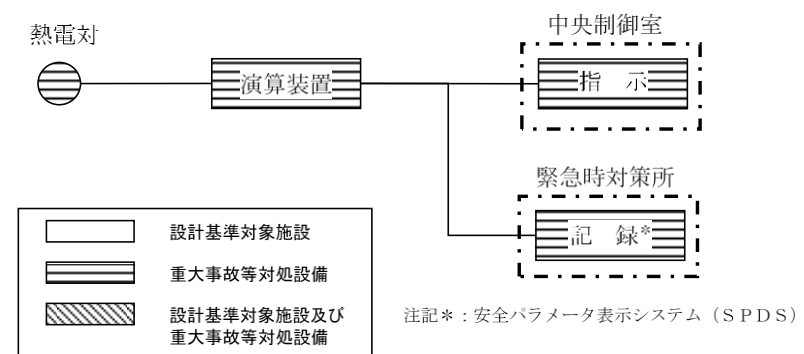 熱電対
演算装置
中央制御室
指　示
緊急時対策所
記　録*
設計基準対象施設
重大事故等対処設備
設計基準対象施設及び
重大事故等対処設備
注記＊：安全パラメータ表示システム（ＳＰＤＳ）